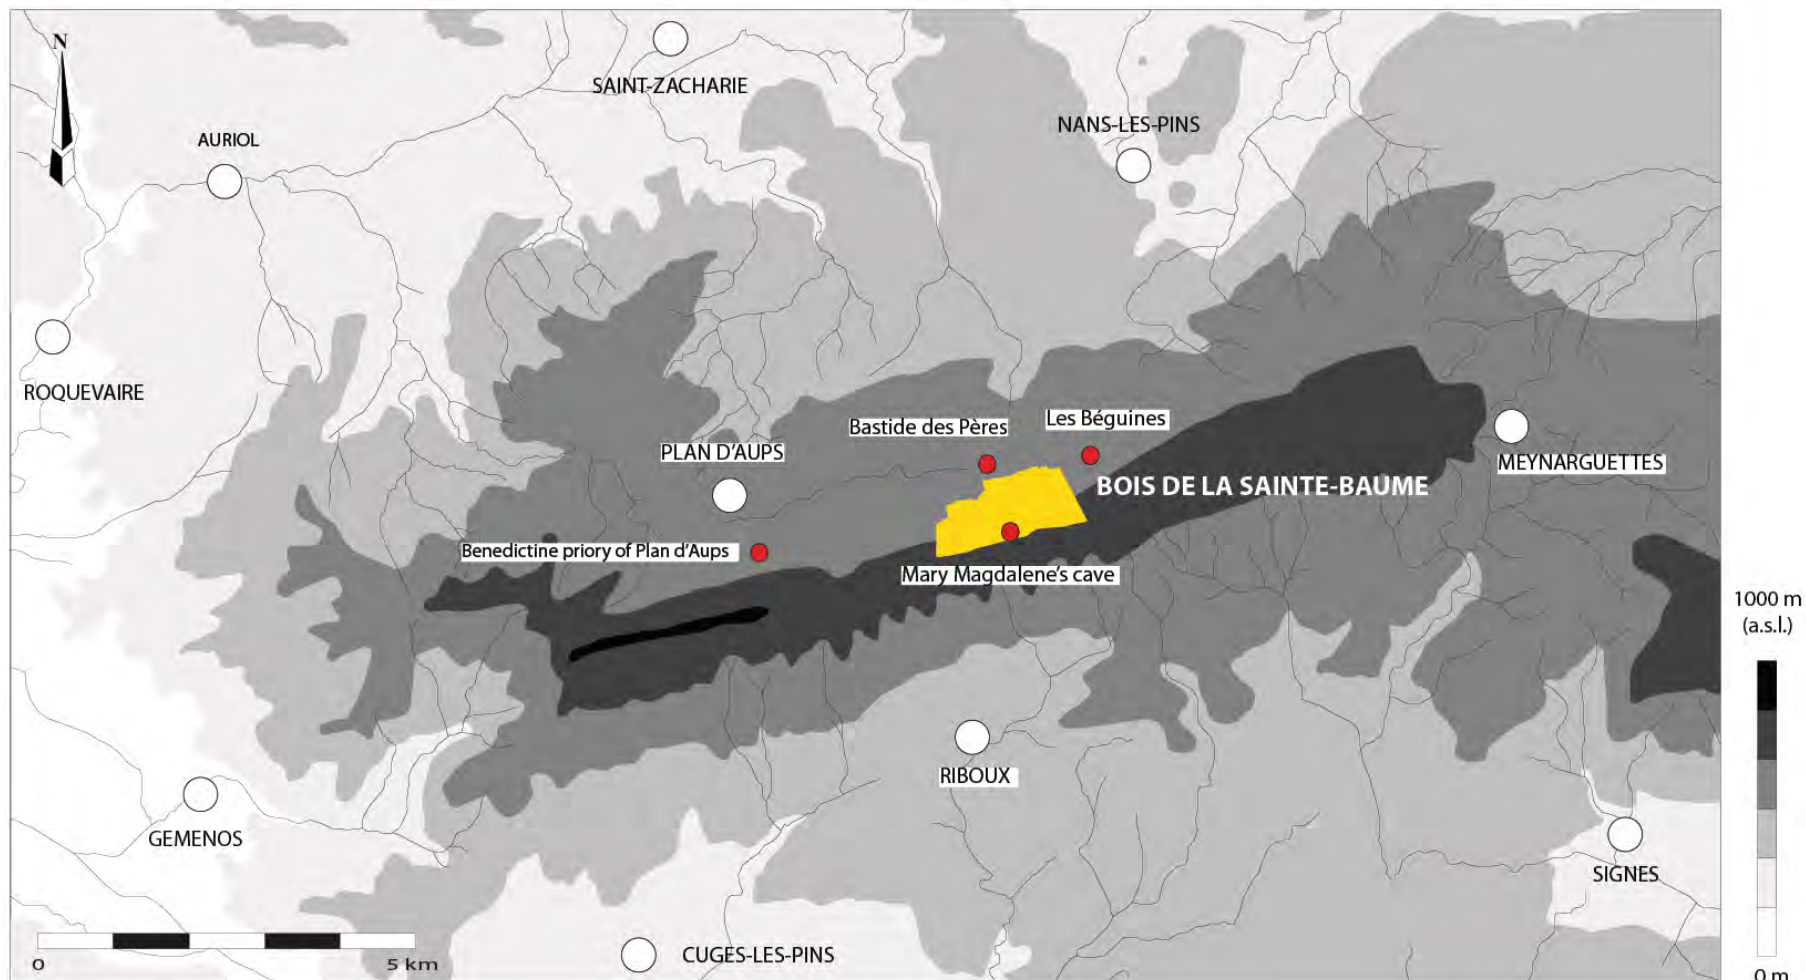 N
SAINT-ZACHARIE
NANS-LES-PINS
AURIOL
ROQUEVAIRE
Bastide des Pères
Les Béguines
PLAN D'AUPS
MEYNARGUETTES
BOIS DE LA SAINTE-BAUME
Benedictine priory of Plan d'Aups
Mary Magdalene's cave
1000 m
(a.s.l.)
RIBOUX
GEMENOS
SIGNES
CUGES-LES-PINS
0
5 km
0 m